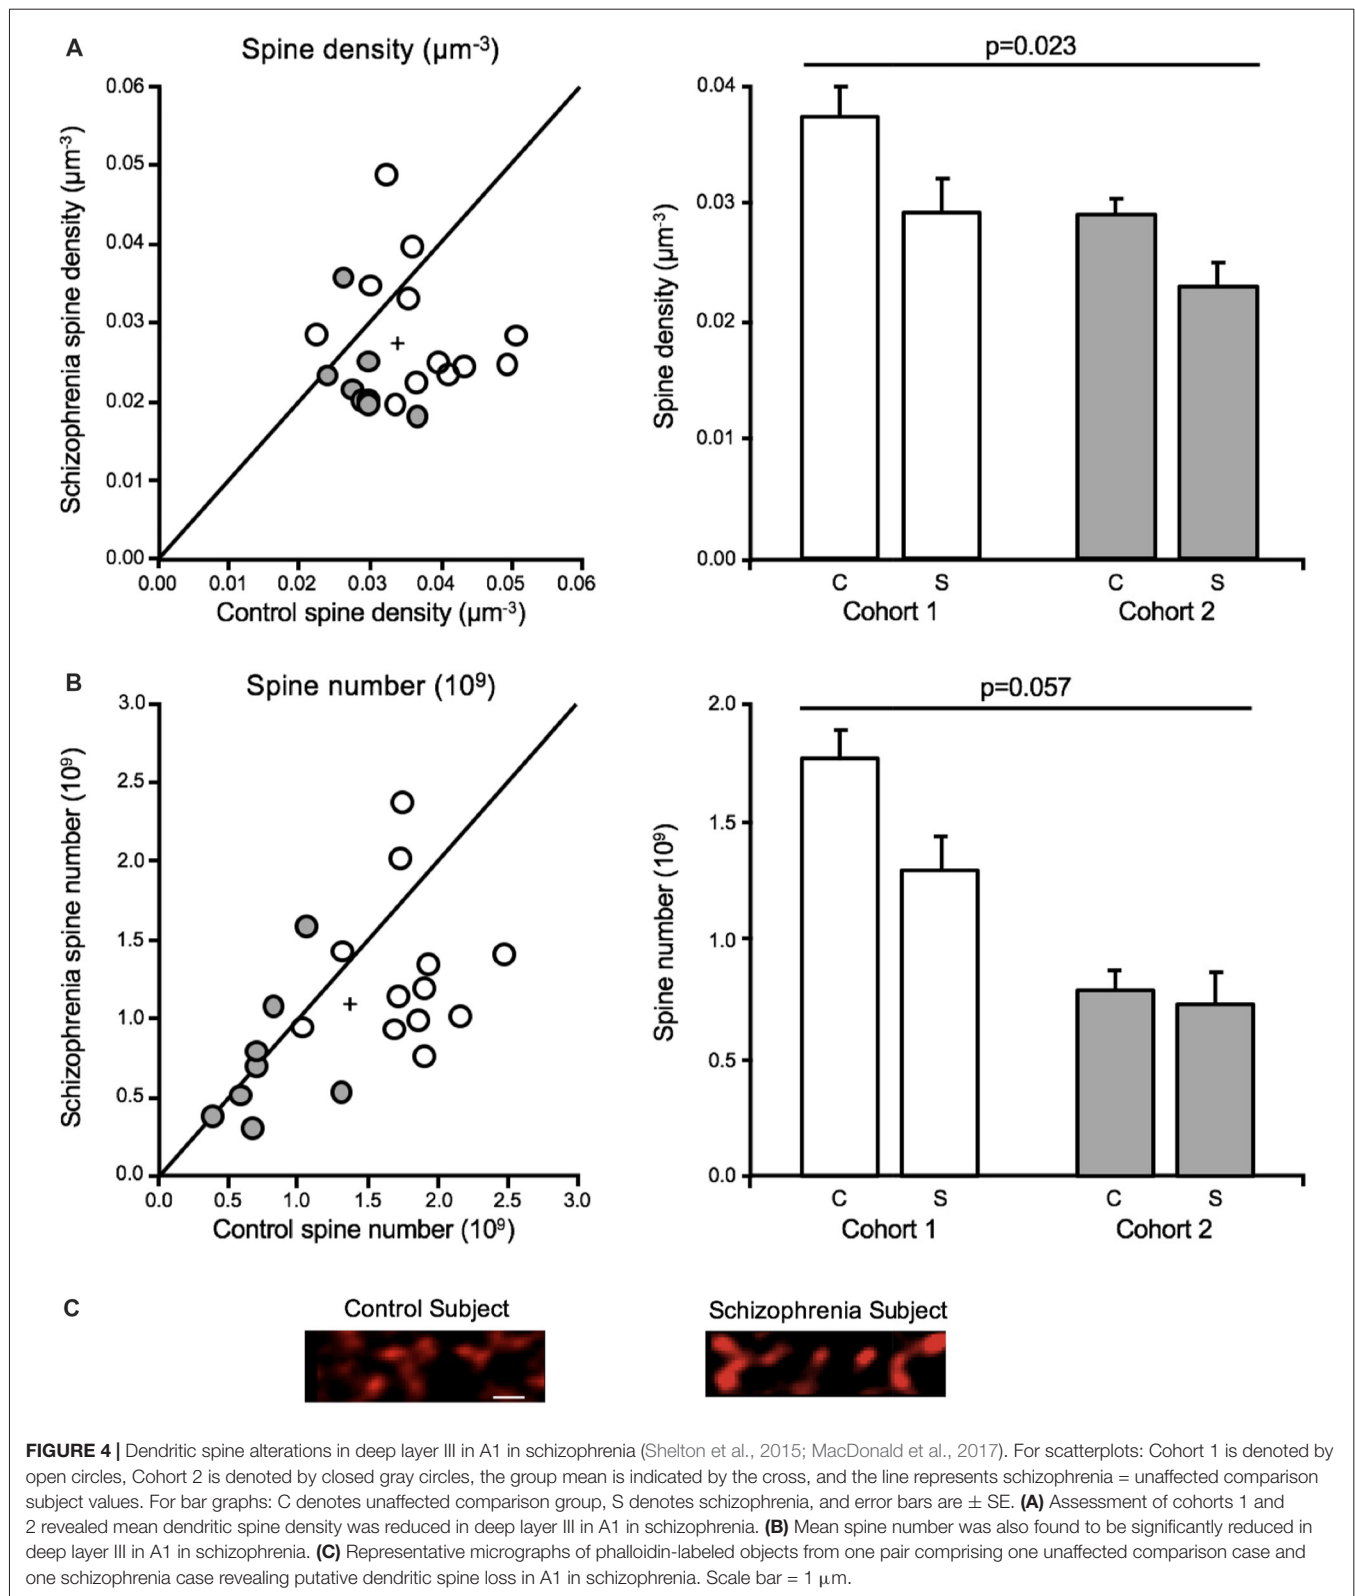 A
Spine density (µm-3)
Schizophrenia spine density (µm-3)
0.06
0.05
0.04
0.03
0.02
0.01
0.00
0.00 0.01 0.02 0.03 0.04 0.05 0.06
Control spine density (µm-3)
p=0.023
Spine density (µm-3)
0.04
0.03
0.02
0.01
0.00
C S C S
Cohort 1 Cohort 2
B
Spine number (10⁹)
Schizophrenia spine number (10⁹)
3.0
2.5
2.0
1.5
1.0
0.5
0.0
0.0 0.5 1.0 1.5 2.0 2.5 3.0
Control spine number (10⁹)
p=0.057
Spine number (10⁹)
2.0
1.5
1.0
0.5
0.0
C S C S
Cohort 1 Cohort 2
C
Control Subject Schizophrenia Subject
FIGURE 4 | Dendritic spine alterations in deep layer III in A1 in schizophrenia (Shelton et al., 2015; MacDonald et al., 2017). For scatterplots: Cohort 1 is denoted by
open circles, Cohort 2 is denoted by closed gray circles, the group mean is indicated by the cross, and the line represents schizophrenia = unaffected comparison
subject values. For bar graphs: C denotes unaffected comparison group, S denotes schizophrenia, and error bars are ± SE. (A) Assessment of cohorts 1 and
2 revealed mean dendritic spine density was reduced in deep layer III in A1 in schizophrenia. (B) Mean spine number was also found to be significantly reduced in
deep layer III in A1 in schizophrenia. (C) Representative micrographs of phalloidin-labeled objects from one pair comprising one unaffected comparison case and
one schizophrenia case revealing putative dendritic spine loss in A1 in schizophrenia. Scale bar = 1 µm.